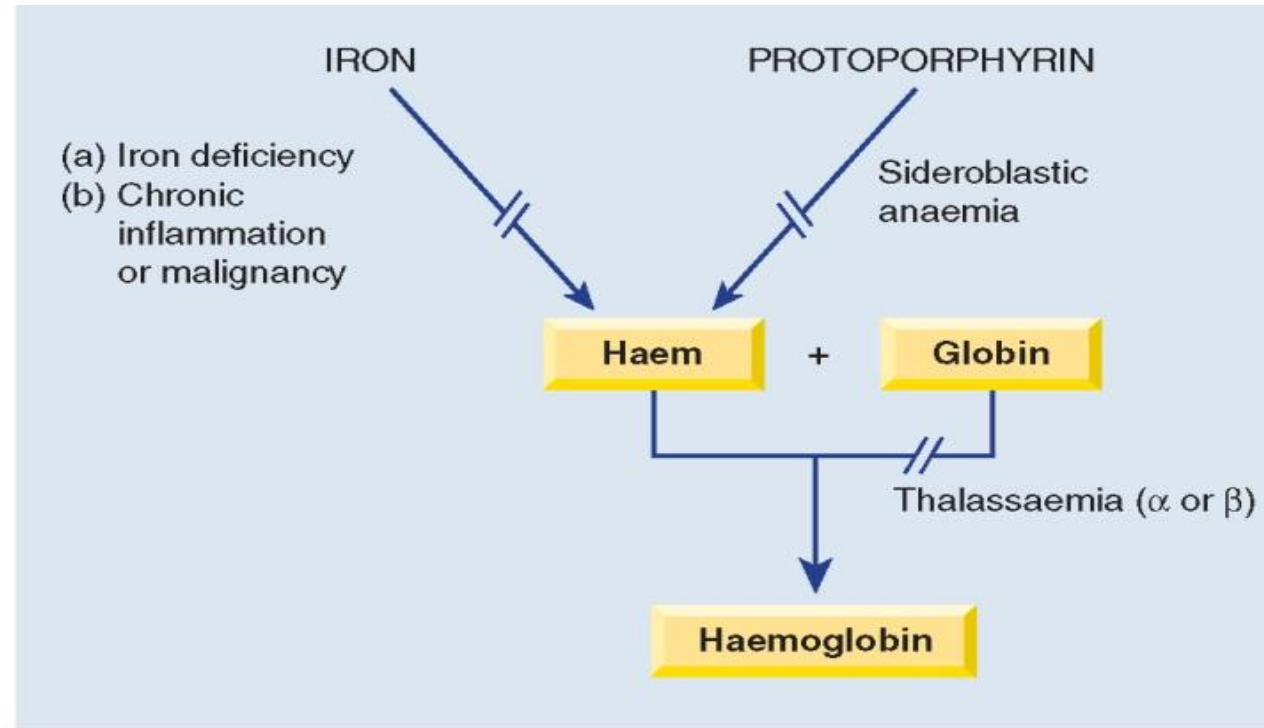 IRON
PROTOPORPHYRIN
(a) Iron deficiency
(b) Chronic
inflammation
or malignancy
Sideroblastic
anaemia
Haem + Globin
Thalassaemia (α or β)
Haemoglobin